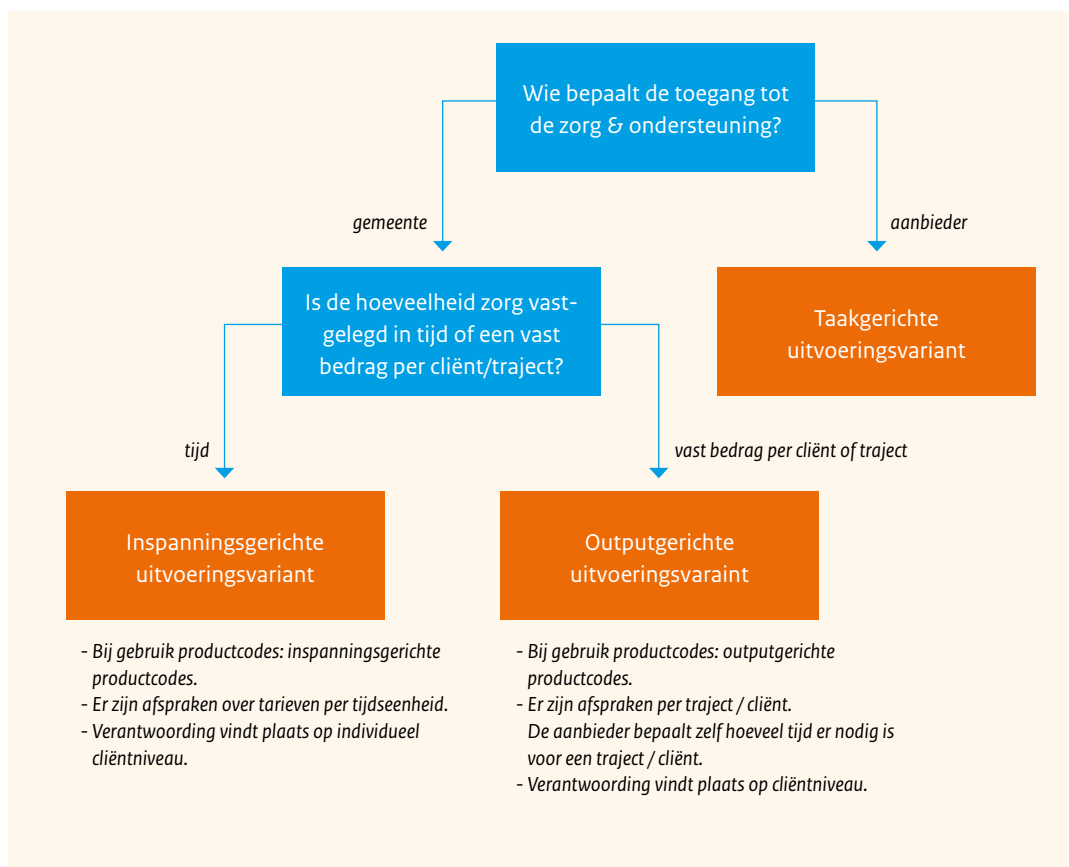 Wie bepaalt de toegang tot
de zorg & ondersteuning?
gemeente
aanbieder
Is de hoeveelheid zorg vast-
gelegd in tijd of een vast
bedrag per cliënt/traject?
Taakgerichte
uitvoeringsvariant
tijd
vast bedrag per cliënt of traject
Inspanningsgerichte
uitvoeringsvariant
Outputgerichte
uitvoeringsvaraint
- Bij gebruik productcodes: inspanningsgerichte
productcodes.
- Er zijn afspraken over tarieven per tijdseenheid.
- Verantwoording vindt plaats op individueel
cliëntniveau.
- Bij gebruik productcodes: outputgerichte
productcodes.
- Er zijn afspraken per traject / cliënt.
De aanbieder bepaalt zelf hoeveel tijd er nodig is
voor een traject / cliënt.
- Verantwoording vindt plaats op cliëntniveau.